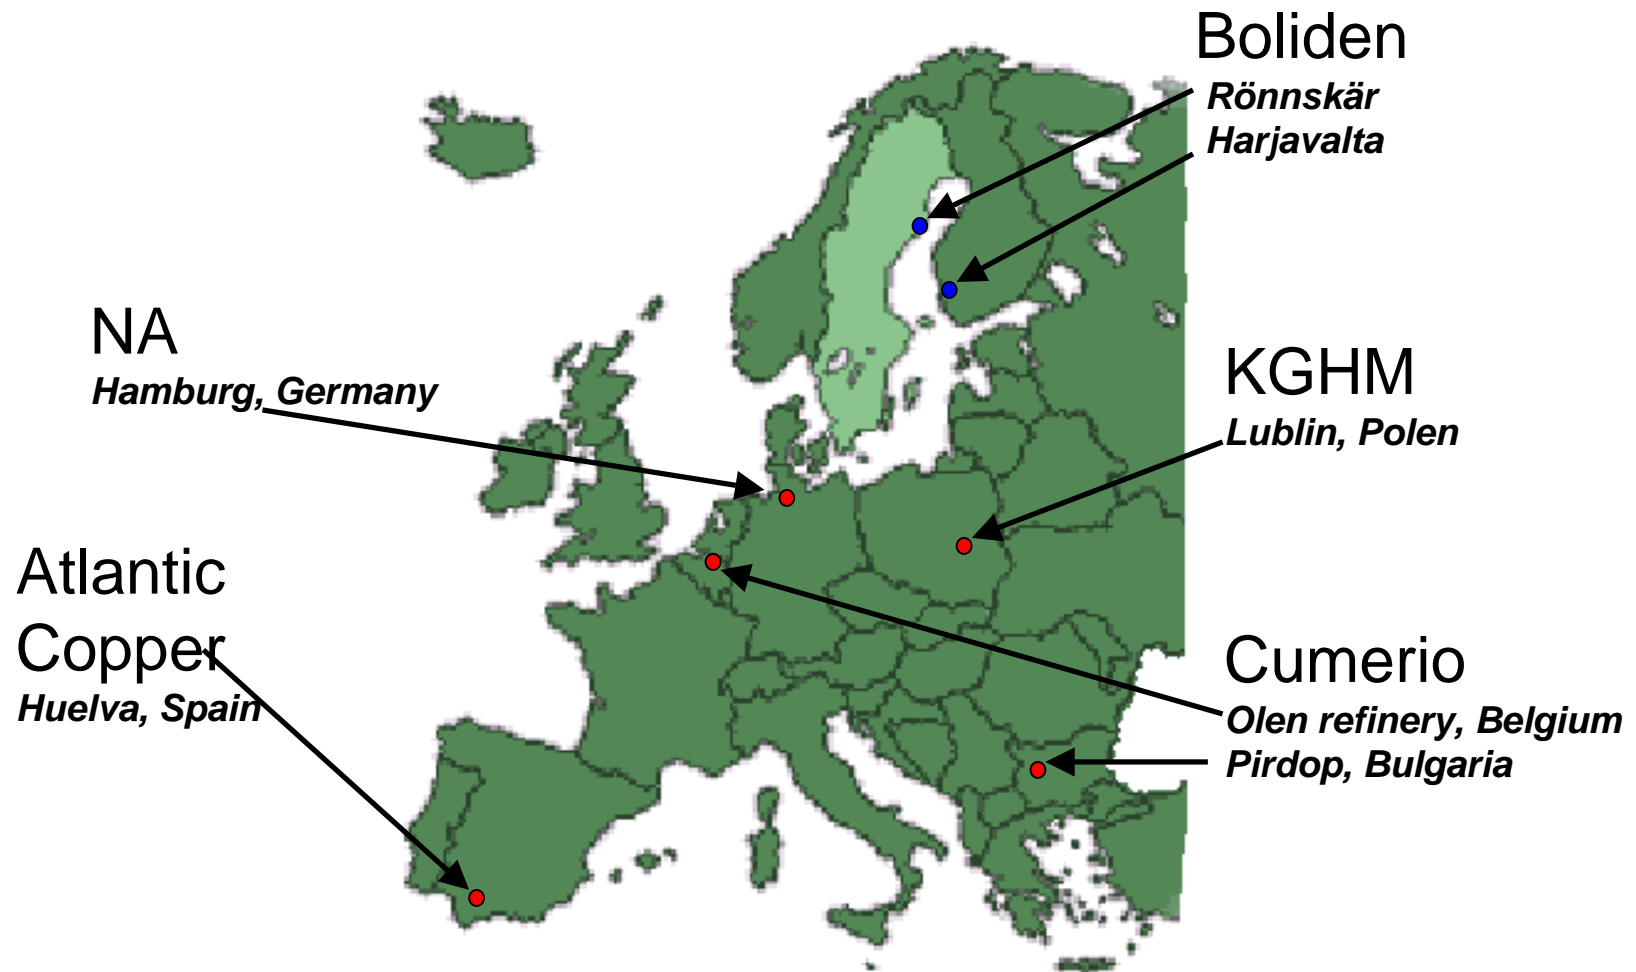 Boliden
Rönnskär
Harjavalta
NA
Hamburg, Germany
KGHM
Lublin, Polen
Atlantic
Copper
Huelva, Spain
Cumerio
Olen refinery, Belgium
Pirdop, Bulgaria